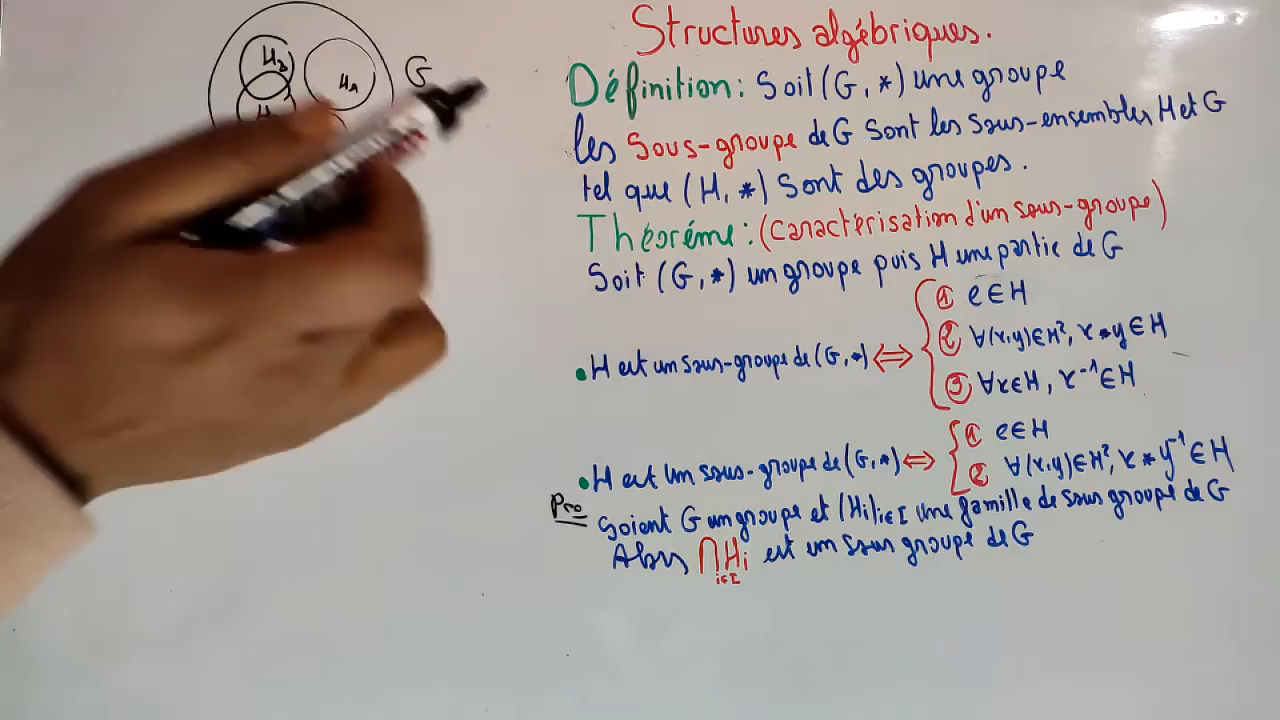 Structures algébriques.
H₃
H₁
G
H
Définition: Soit (G, *) une groupe
les sous-groupe de G sont les sous-ensembles H et G
tel que (H, *) sont des groupes.
Théoréme: (caractérisation d'un sous-groupe)
Soit (G, *) un groupe puis H une partie de G
① e∈H
② ∀(x,y)∈H², x*y∈H
• H est un sous-groupe de (G,*) ⟺
③ ∀x∈H, x⁻¹∈H
① e∈H
• H est un sous-groupe de (G,*) ⟺ ② ∀(x,y)∈H², x*y⁻¹∈H
Pro
Soient G un groupe et (Hi)i∈I une famille de sous groupe de G
Alors ⋂Hi est un sous groupe de G
i∈I